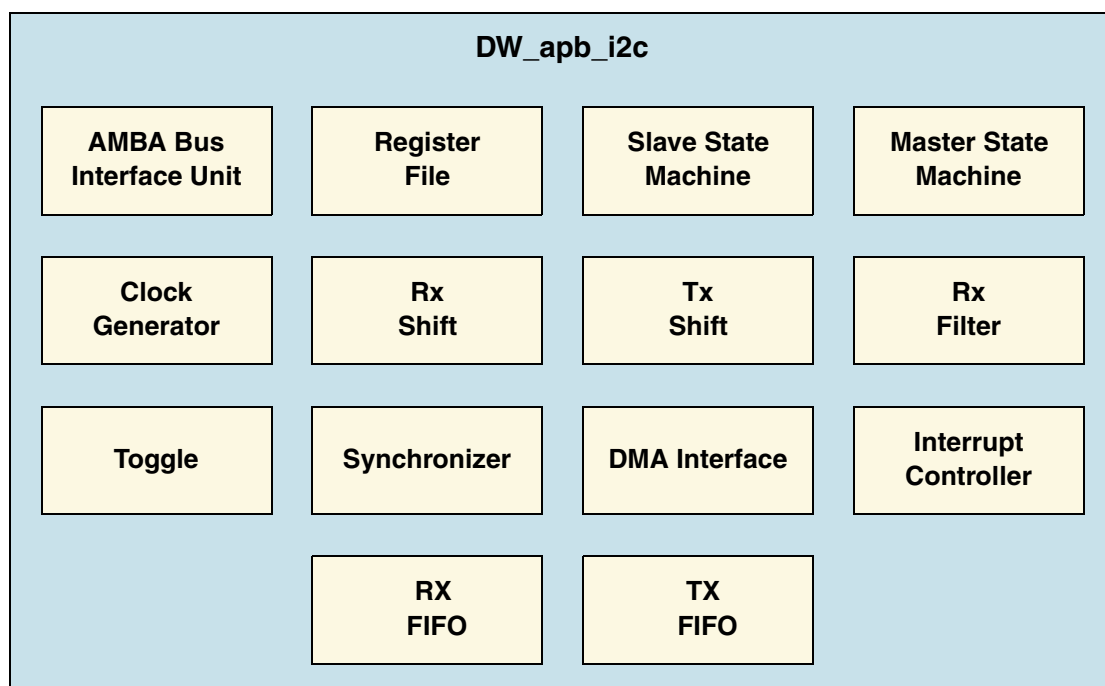 DW_apb_i2c
AMBA Bus
Interface Unit
Register
File
Slave State
Machine
Master State
Machine
Clock
Generator
Rx
Shift
Tx
Shift
Rx
Filter
Toggle
Synchronizer
DMA Interface
Interrupt
Controller
RX
FIFO
TX
FIFO